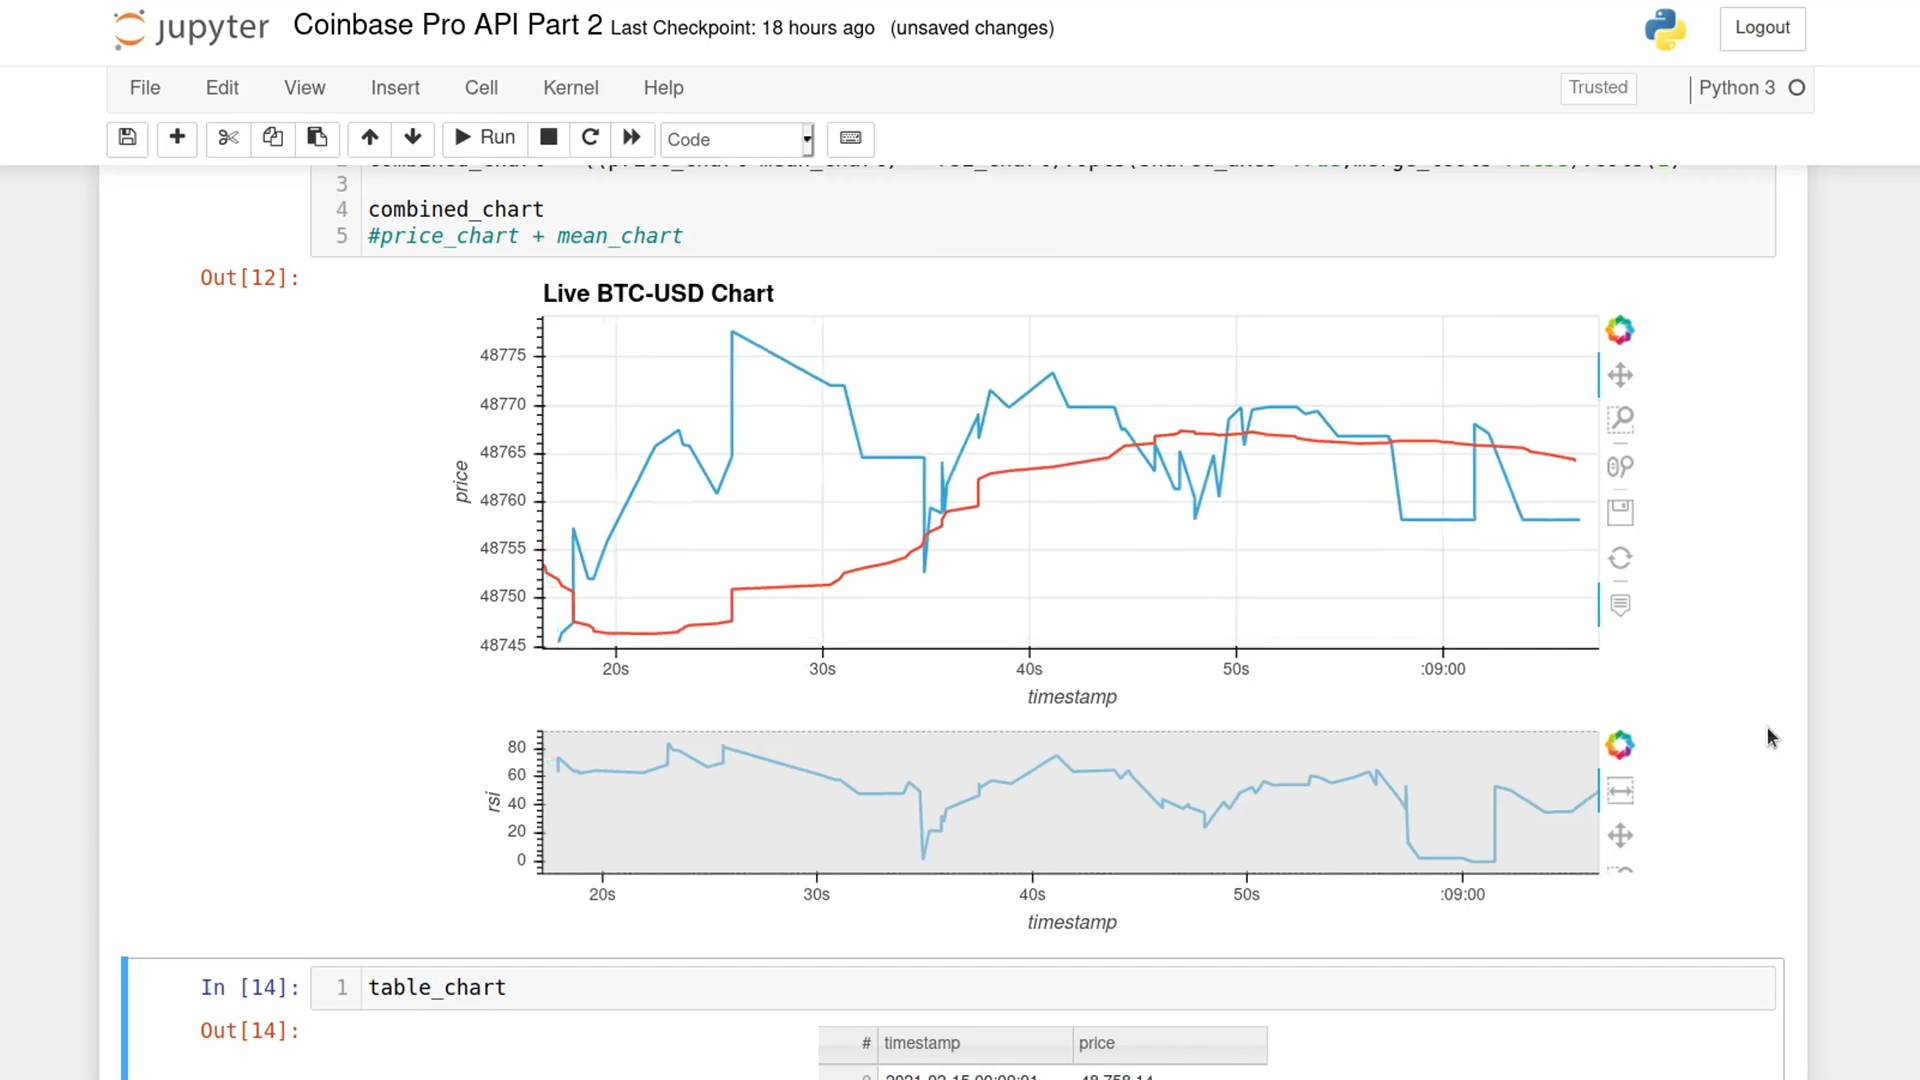 jupyter Coinbase Pro API Part 2 Last Checkpoint: 18 hours ago (unsaved changes) Logout
File Edit View Insert Cell Kernel Help Trusted Python 3
Run Code
3
4 combined_chart
5 #price_chart + mean_chart
Out[12]:
Live BTC-USD Chart
48775
48770
48765
48760
48755
48750
48745
price
20s 30s 40s 50s :09:00
timestamp
80
60
40
20
0
rsi
20s 30s 40s 50s :09:00
timestamp
In [14]: 1 table_chart
Out[14]:
# timestamp price